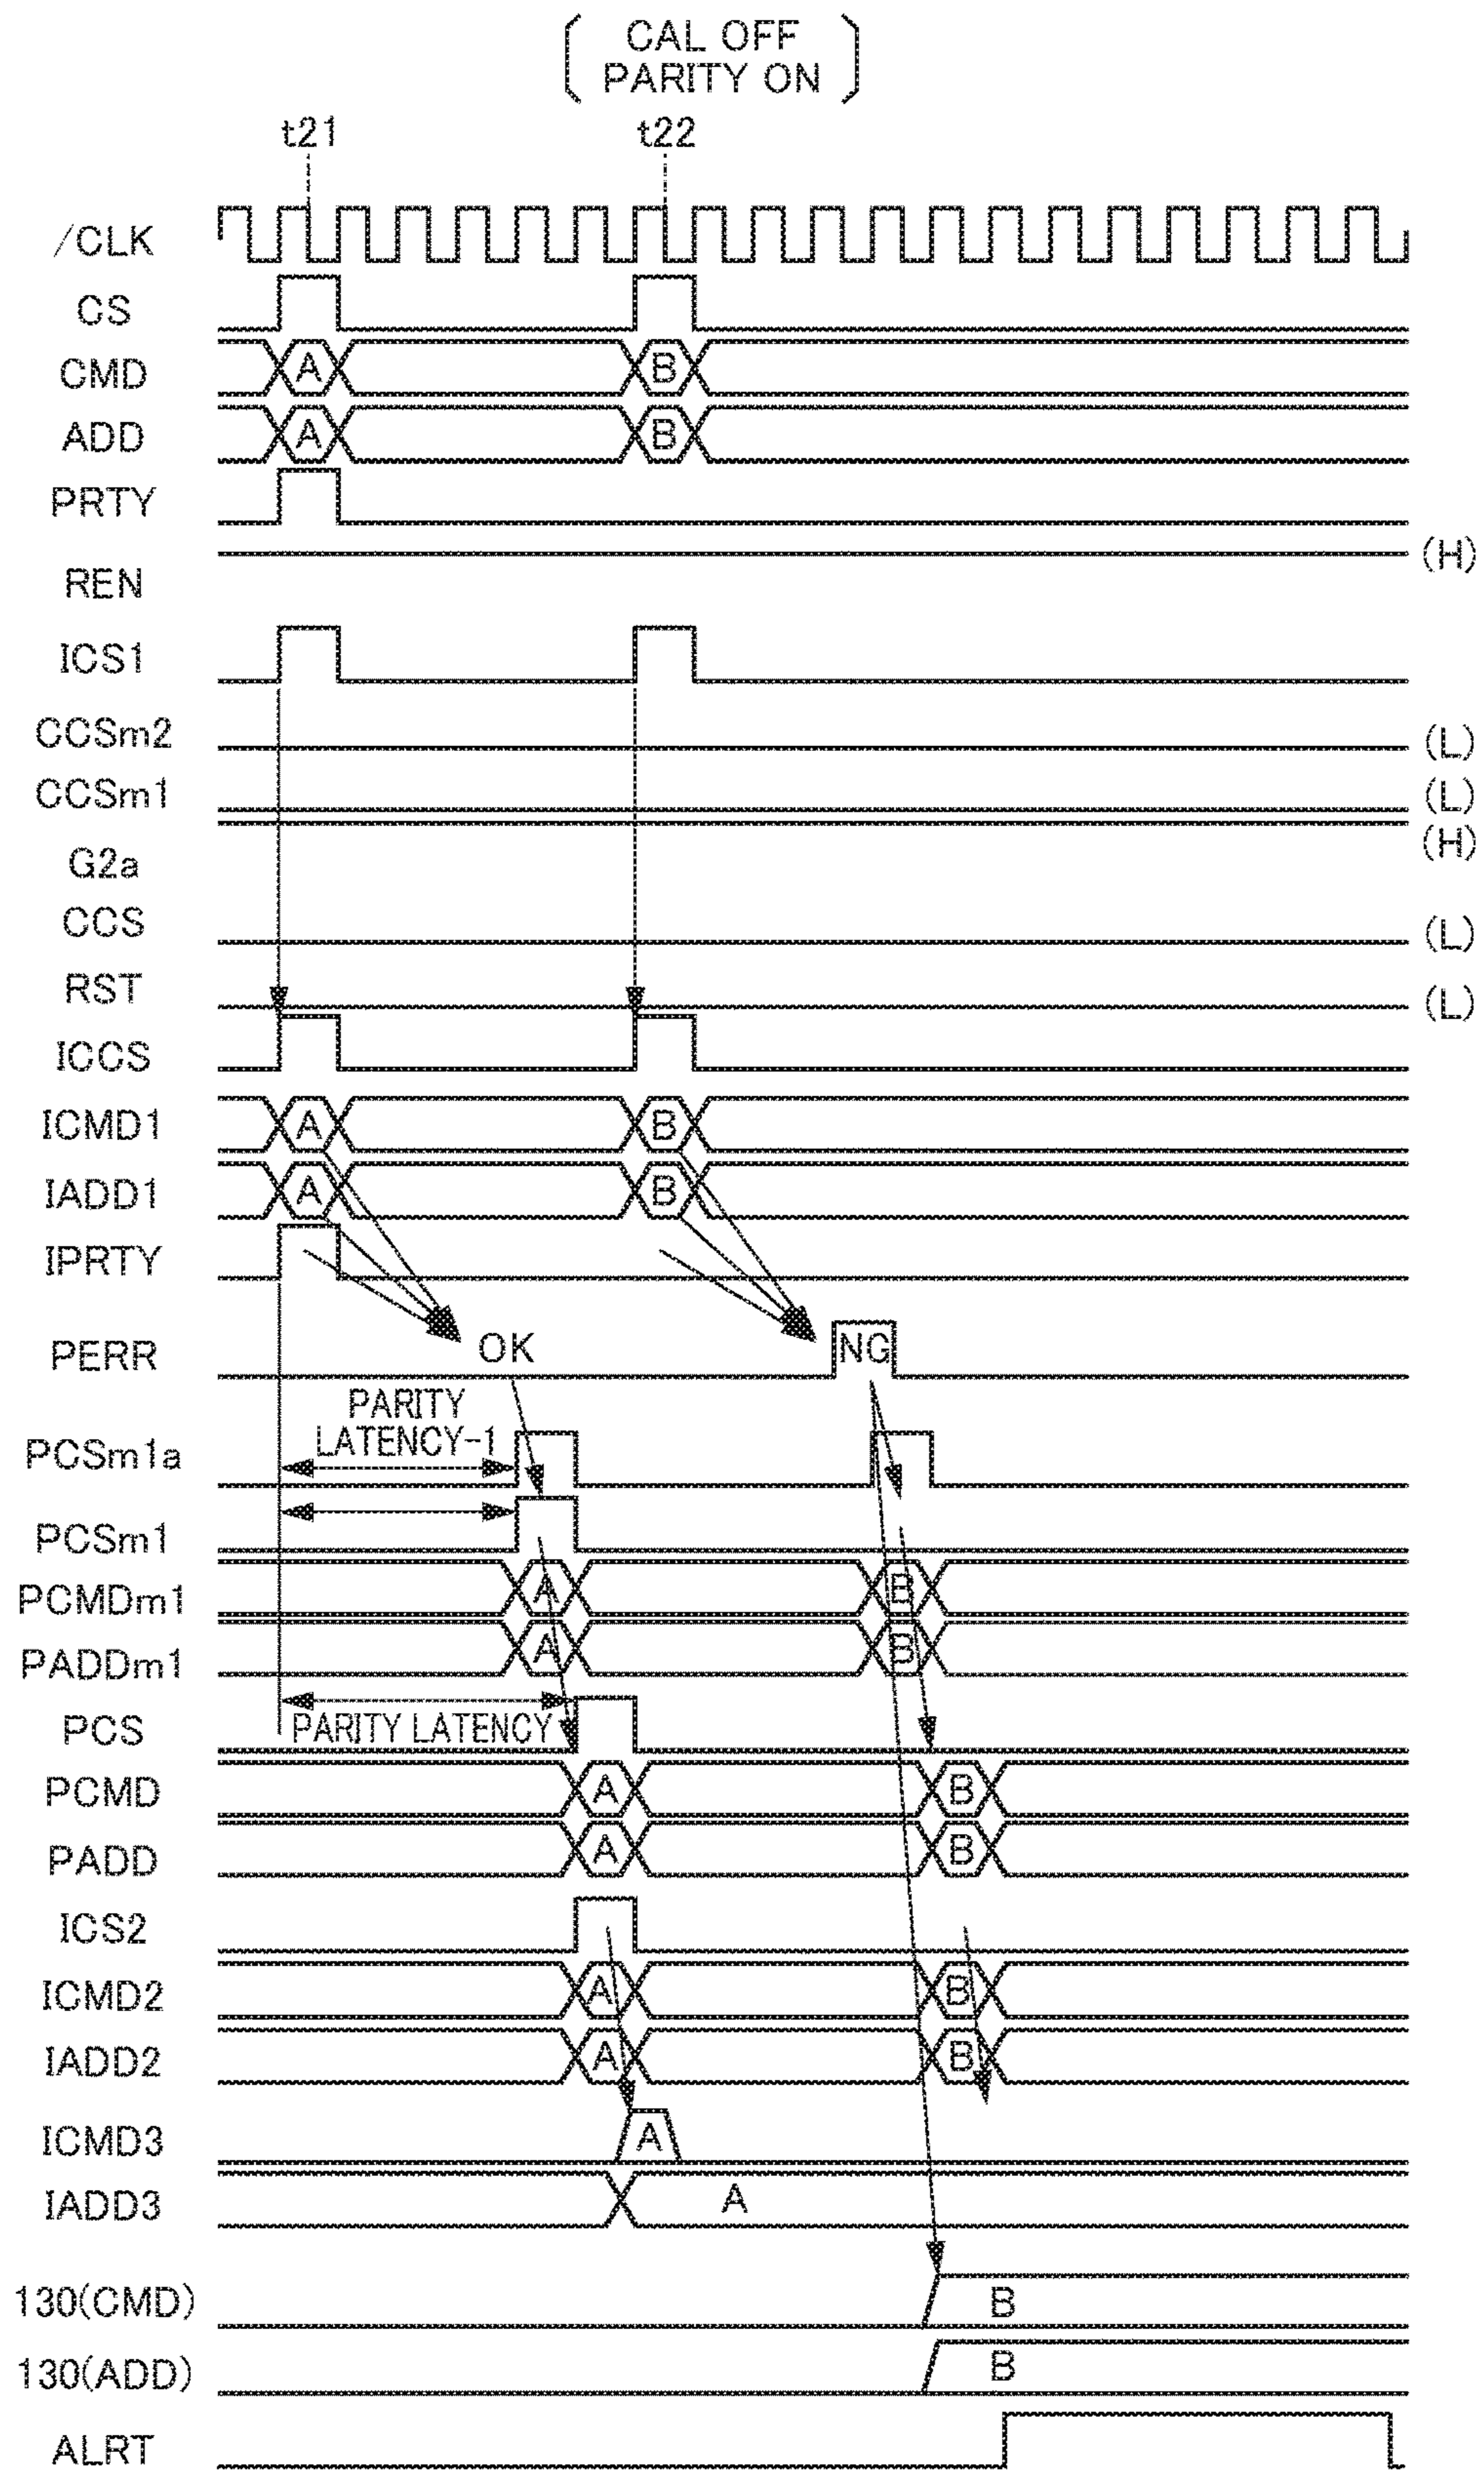 CAL OFF
PARITY ON
t21 t22
/CLK
CS
CMD A B
ADD A B
PRTY
REN (H)
ICS1
CCSm2 (L)
CCSm1 (L)
G2a (H)
CCS (L)
RST (L)
ICCS
ICMD1 A B
IADD1 A B
IPRTY
PERR OK NG
PARITY
LATENCY-1
PCSm1a
PCSm1
PCMDm1 A B
PADDm1 A B
PCS PARITY LATENCY
PCMD A B
PADD A B
ICS2
ICMD2 A B
IADD2 A B
ICMD3 A
IADD3 A
130(CMD) B
130(ADD) B
ALRT